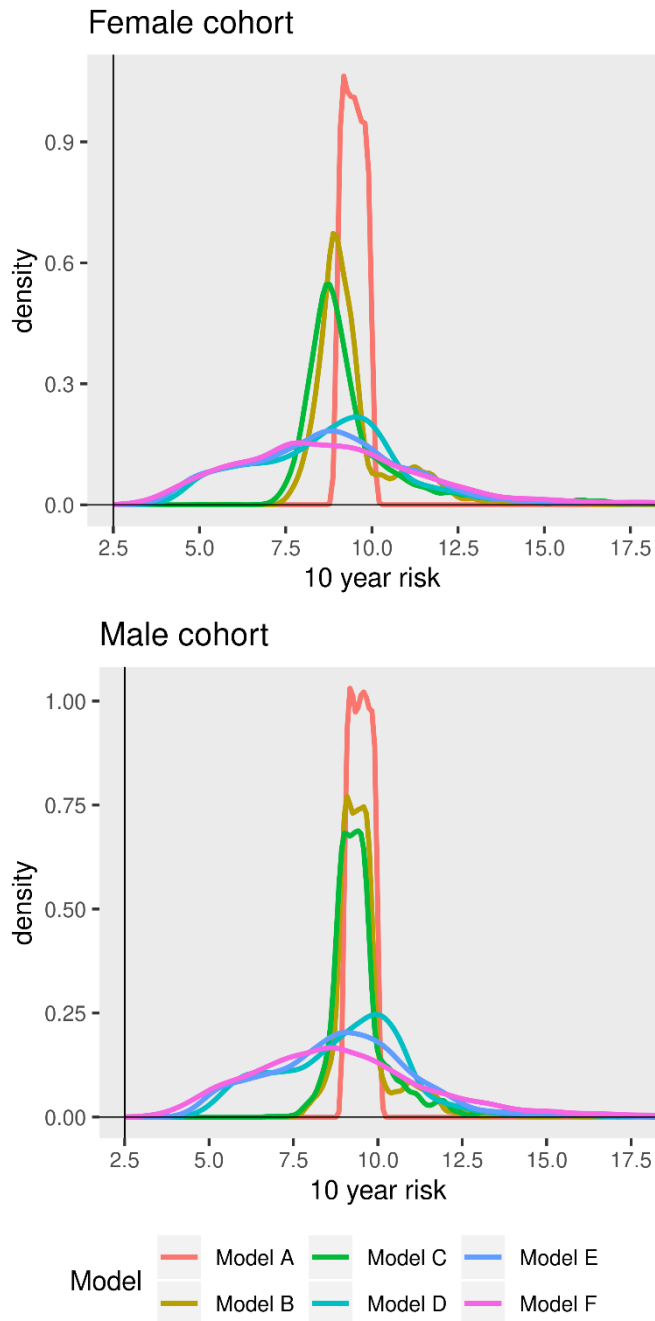 Female cohort
0.9
0.6
0.3
0.0
density
2.5 5.0 7.5 10.0 12.5 15.0 17.5
10 year risk
Male cohort
1.00
0.75
0.50
0.25
0.00
density
2.5 5.0 7.5 10.0 12.5 15.0 17.5
10 year risk
Model
Model A Model C Model E
Model B Model D Model F